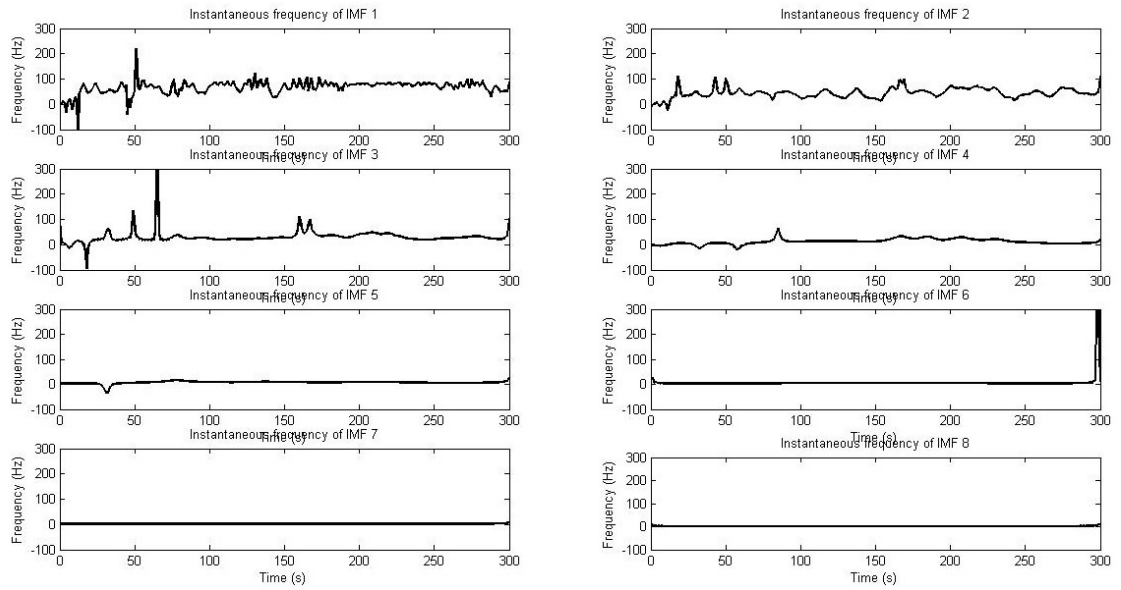 Instantaneous frequency of IMF 1
Frequency (Hz)
300
200
100
0
-100
0 50 100 150 200 250 300
Time (s)
Instantaneous frequency of IMF 2
Frequency (Hz)
300
200
100
0
-100
0 50 100 150 200 250 300
Time (s)
Instantaneous frequency of IMF 3
Frequency (Hz)
300
200
100
0
-100
0 50 100 150 200 250 300
Time (s)
Instantaneous frequency of IMF 4
Frequency (Hz)
300
200
100
0
-100
0 50 100 150 200 250 300
Time (s)
Instantaneous frequency of IMF 5
Frequency (Hz)
300
200
100
0
-100
0 50 100 150 200 250 300
Time (s)
Instantaneous frequency of IMF 6
Frequency (Hz)
300
200
100
0
-100
0 50 100 150 200 250 300
Time (s)
Instantaneous frequency of IMF 7
Frequency (Hz)
300
200
100
0
-100
0 50 100 150 200 250 300
Time (s)
Instantaneous frequency of IMF 8
Frequency (Hz)
300
200
100
0
-100
0 50 100 150 200 250 300
Time (s)